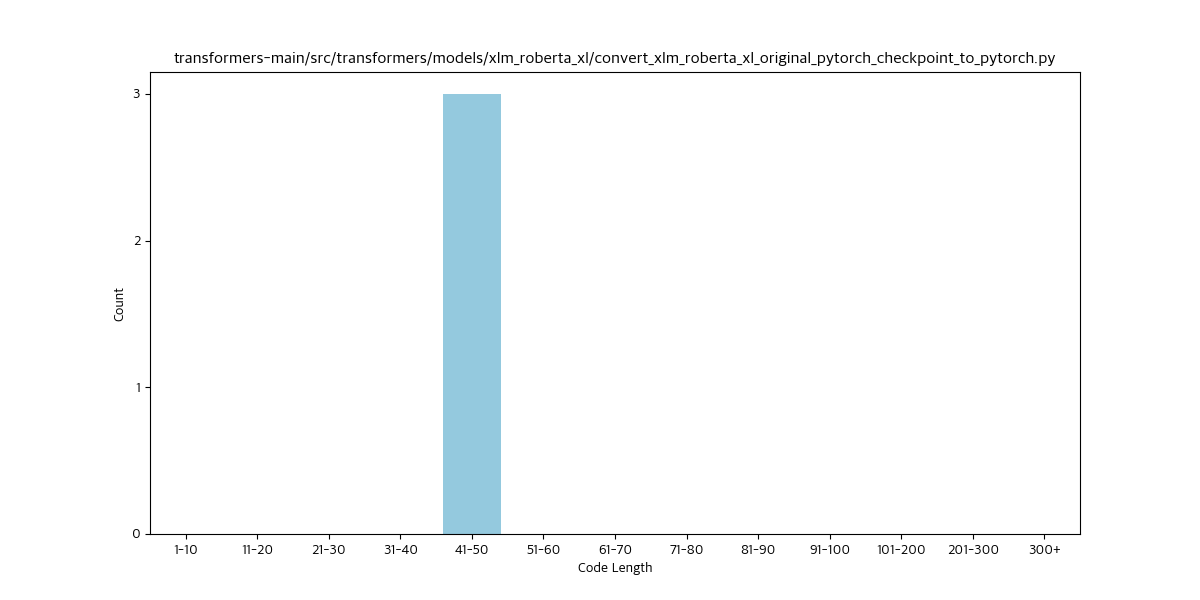 transformers-main/src/transformers/models/xlm_roberta_xl/convert_xlm_roberta_xl_original_pytorch_checkpoint_to_pytorch.py
3
2
1
0
Count
1-10 11-20 21-30 31-40 41-50 51-60 61-70 71-80 81-90 91-100 101-200 201-300 300+
Code Length